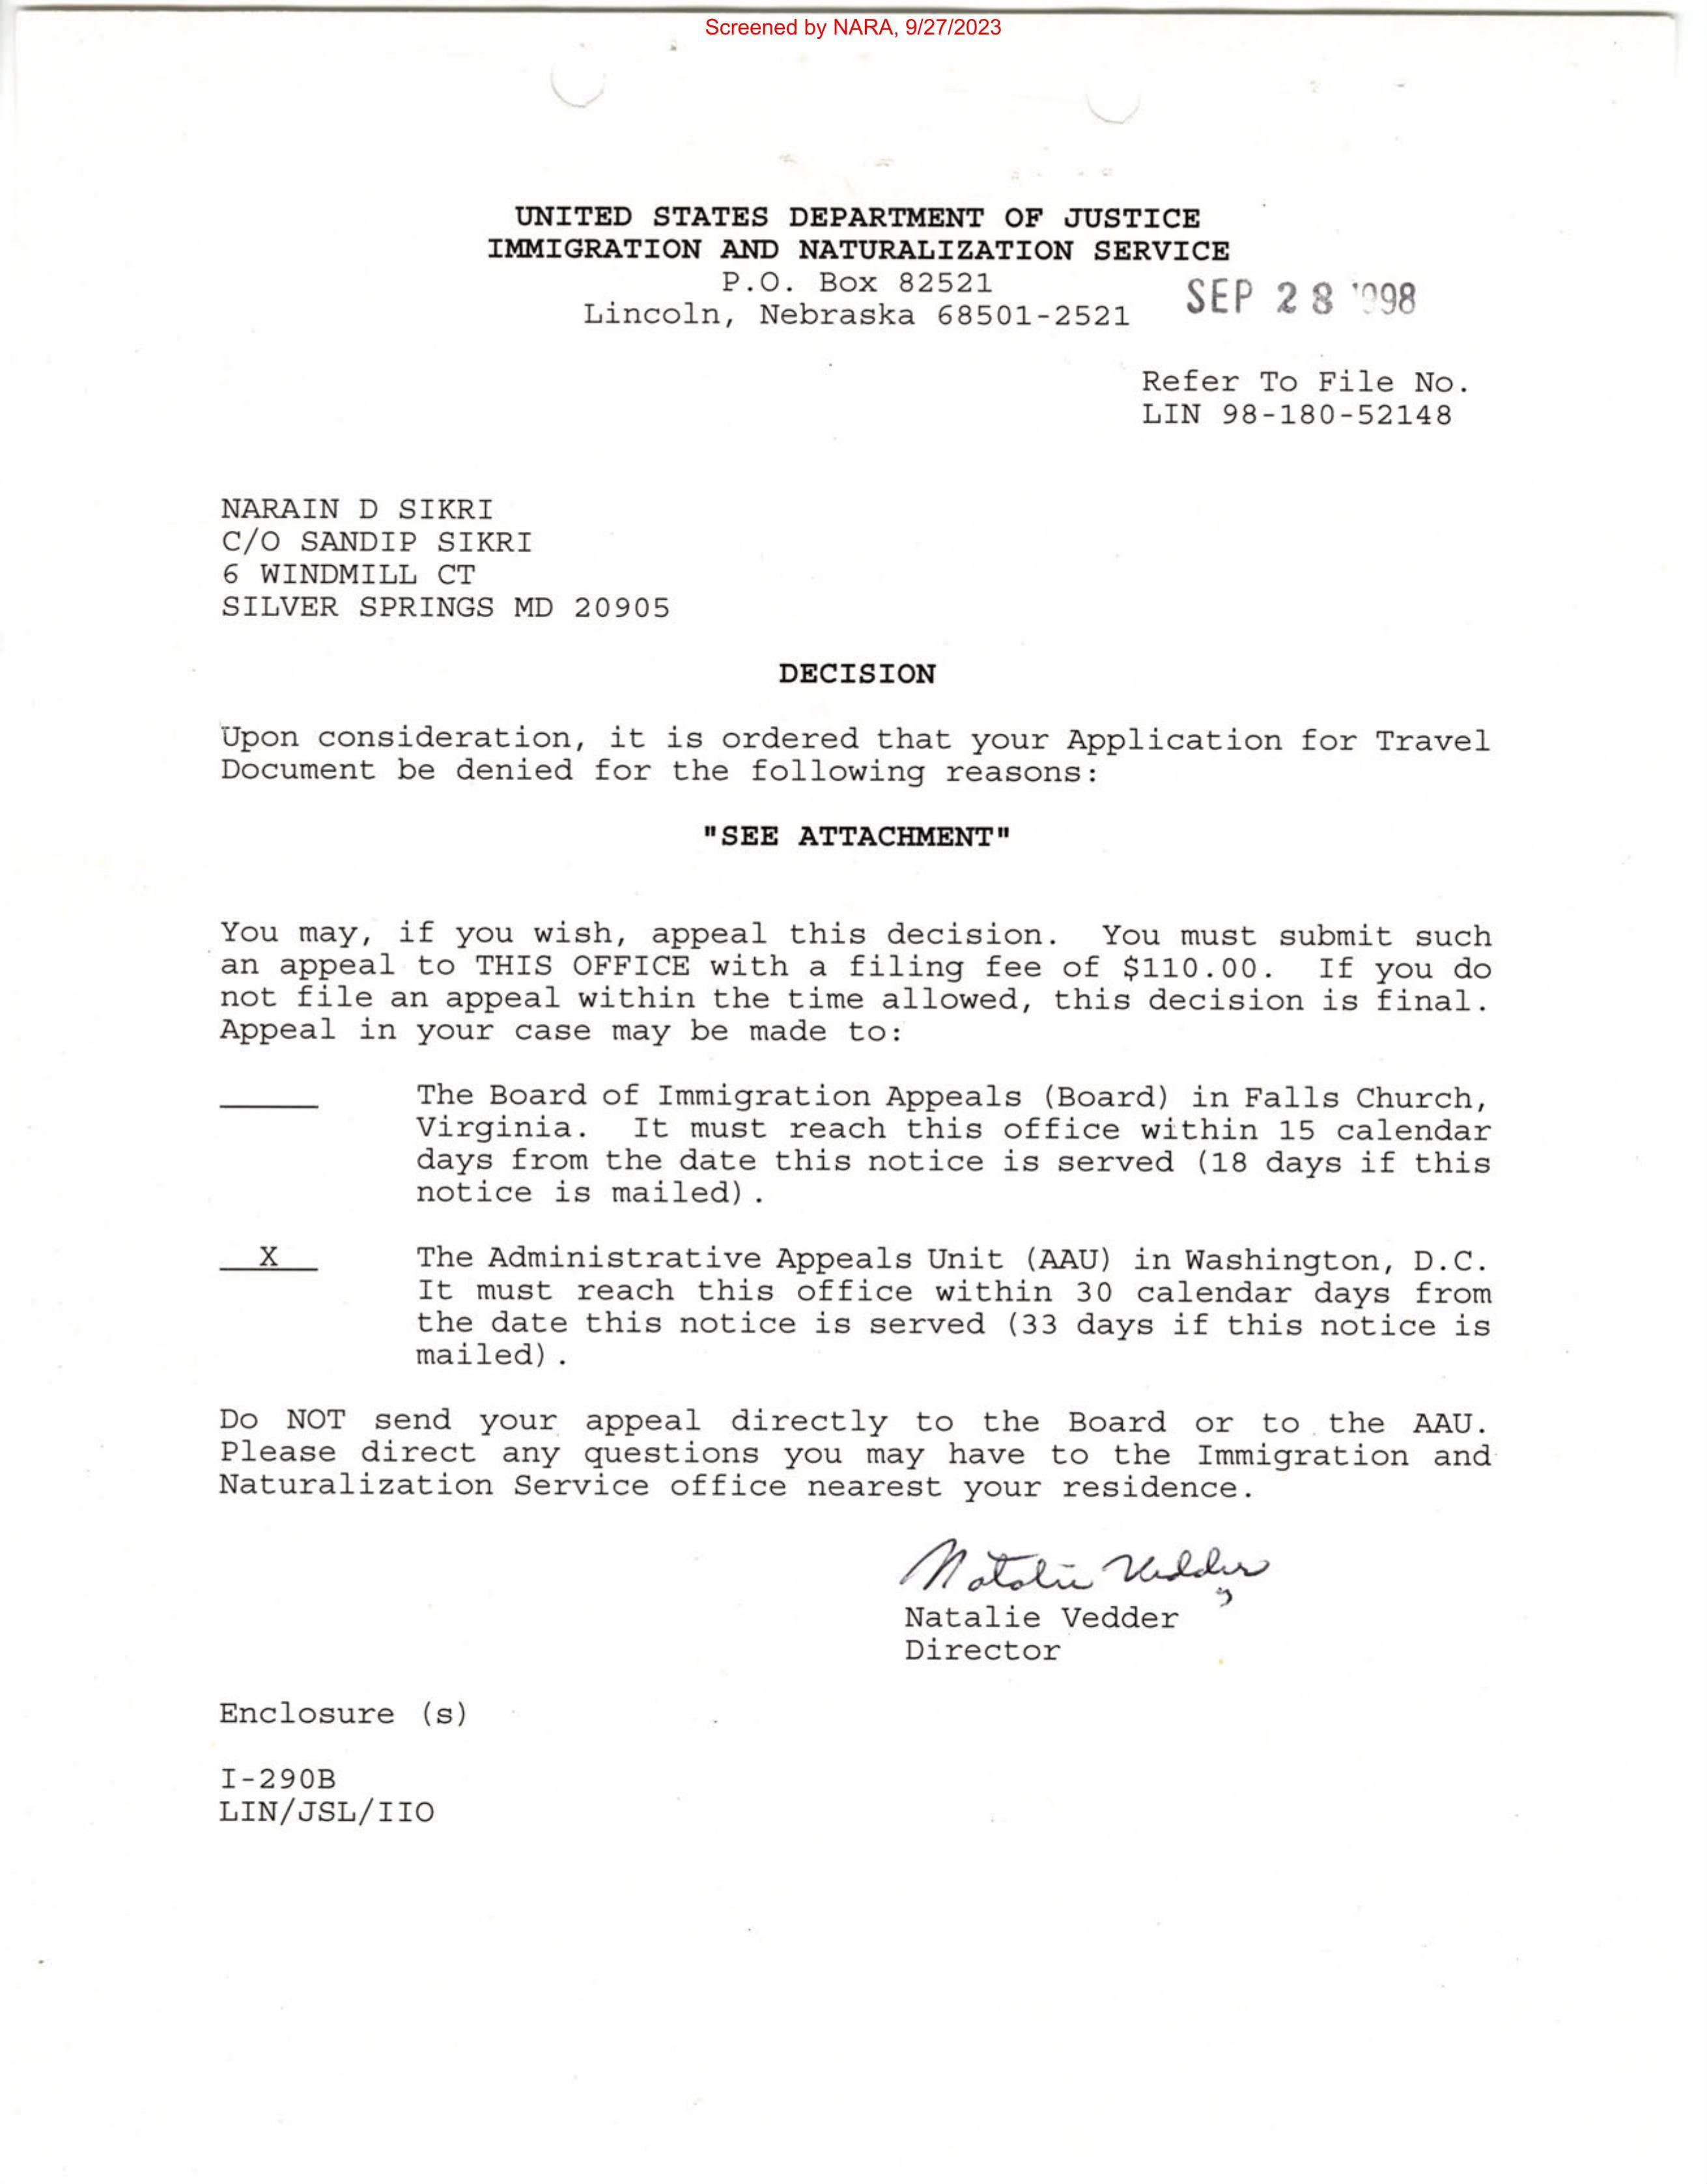 Screened by NARA, 9/27/2023
UNITED STATES DEPARTMENT OF JUSTICE
IMMIGRATION AND NATURALIZATION SERVICE
P.O. Box 82521
Lincoln, Nebraska 68501-2521
SEP 28 1998
Refer To File No.
LIN 98-180-52148
NARAIN D SIKRI
C/O SANDIP SIKRI
6 WINDMILL CT
SILVER SPRINGS MD 20905
DECISION
Upon consideration, it is ordered that your Application for Travel
Document be denied for the following reasons:
"SEE ATTACHMENT"
You may, if you wish, appeal this decision. You must submit such
an appeal to THIS OFFICE with a filing fee of $110.00. If you do
not file an appeal within the time allowed, this decision is final.
Appeal in your case may be made to:
The Board of Immigration Appeals (Board) in Falls Church,
Virginia. It must reach this office within 15 calendar
days from the date this notice is served (18 days if this
notice is mailed).
X The Administrative Appeals Unit (AAU) in Washington, D.C.
It must reach this office within 30 calendar days from
the date this notice is served (33 days if this notice is
mailed).
Do NOT send your appeal directly to the Board or to the AAU.
Please direct any questions you may have to the Immigration and
Naturalization Service office nearest your residence.
Natalie Vedder
Natalie Vedder
Director
Enclosure (s)
I-290B
LIN/JSL/IIO